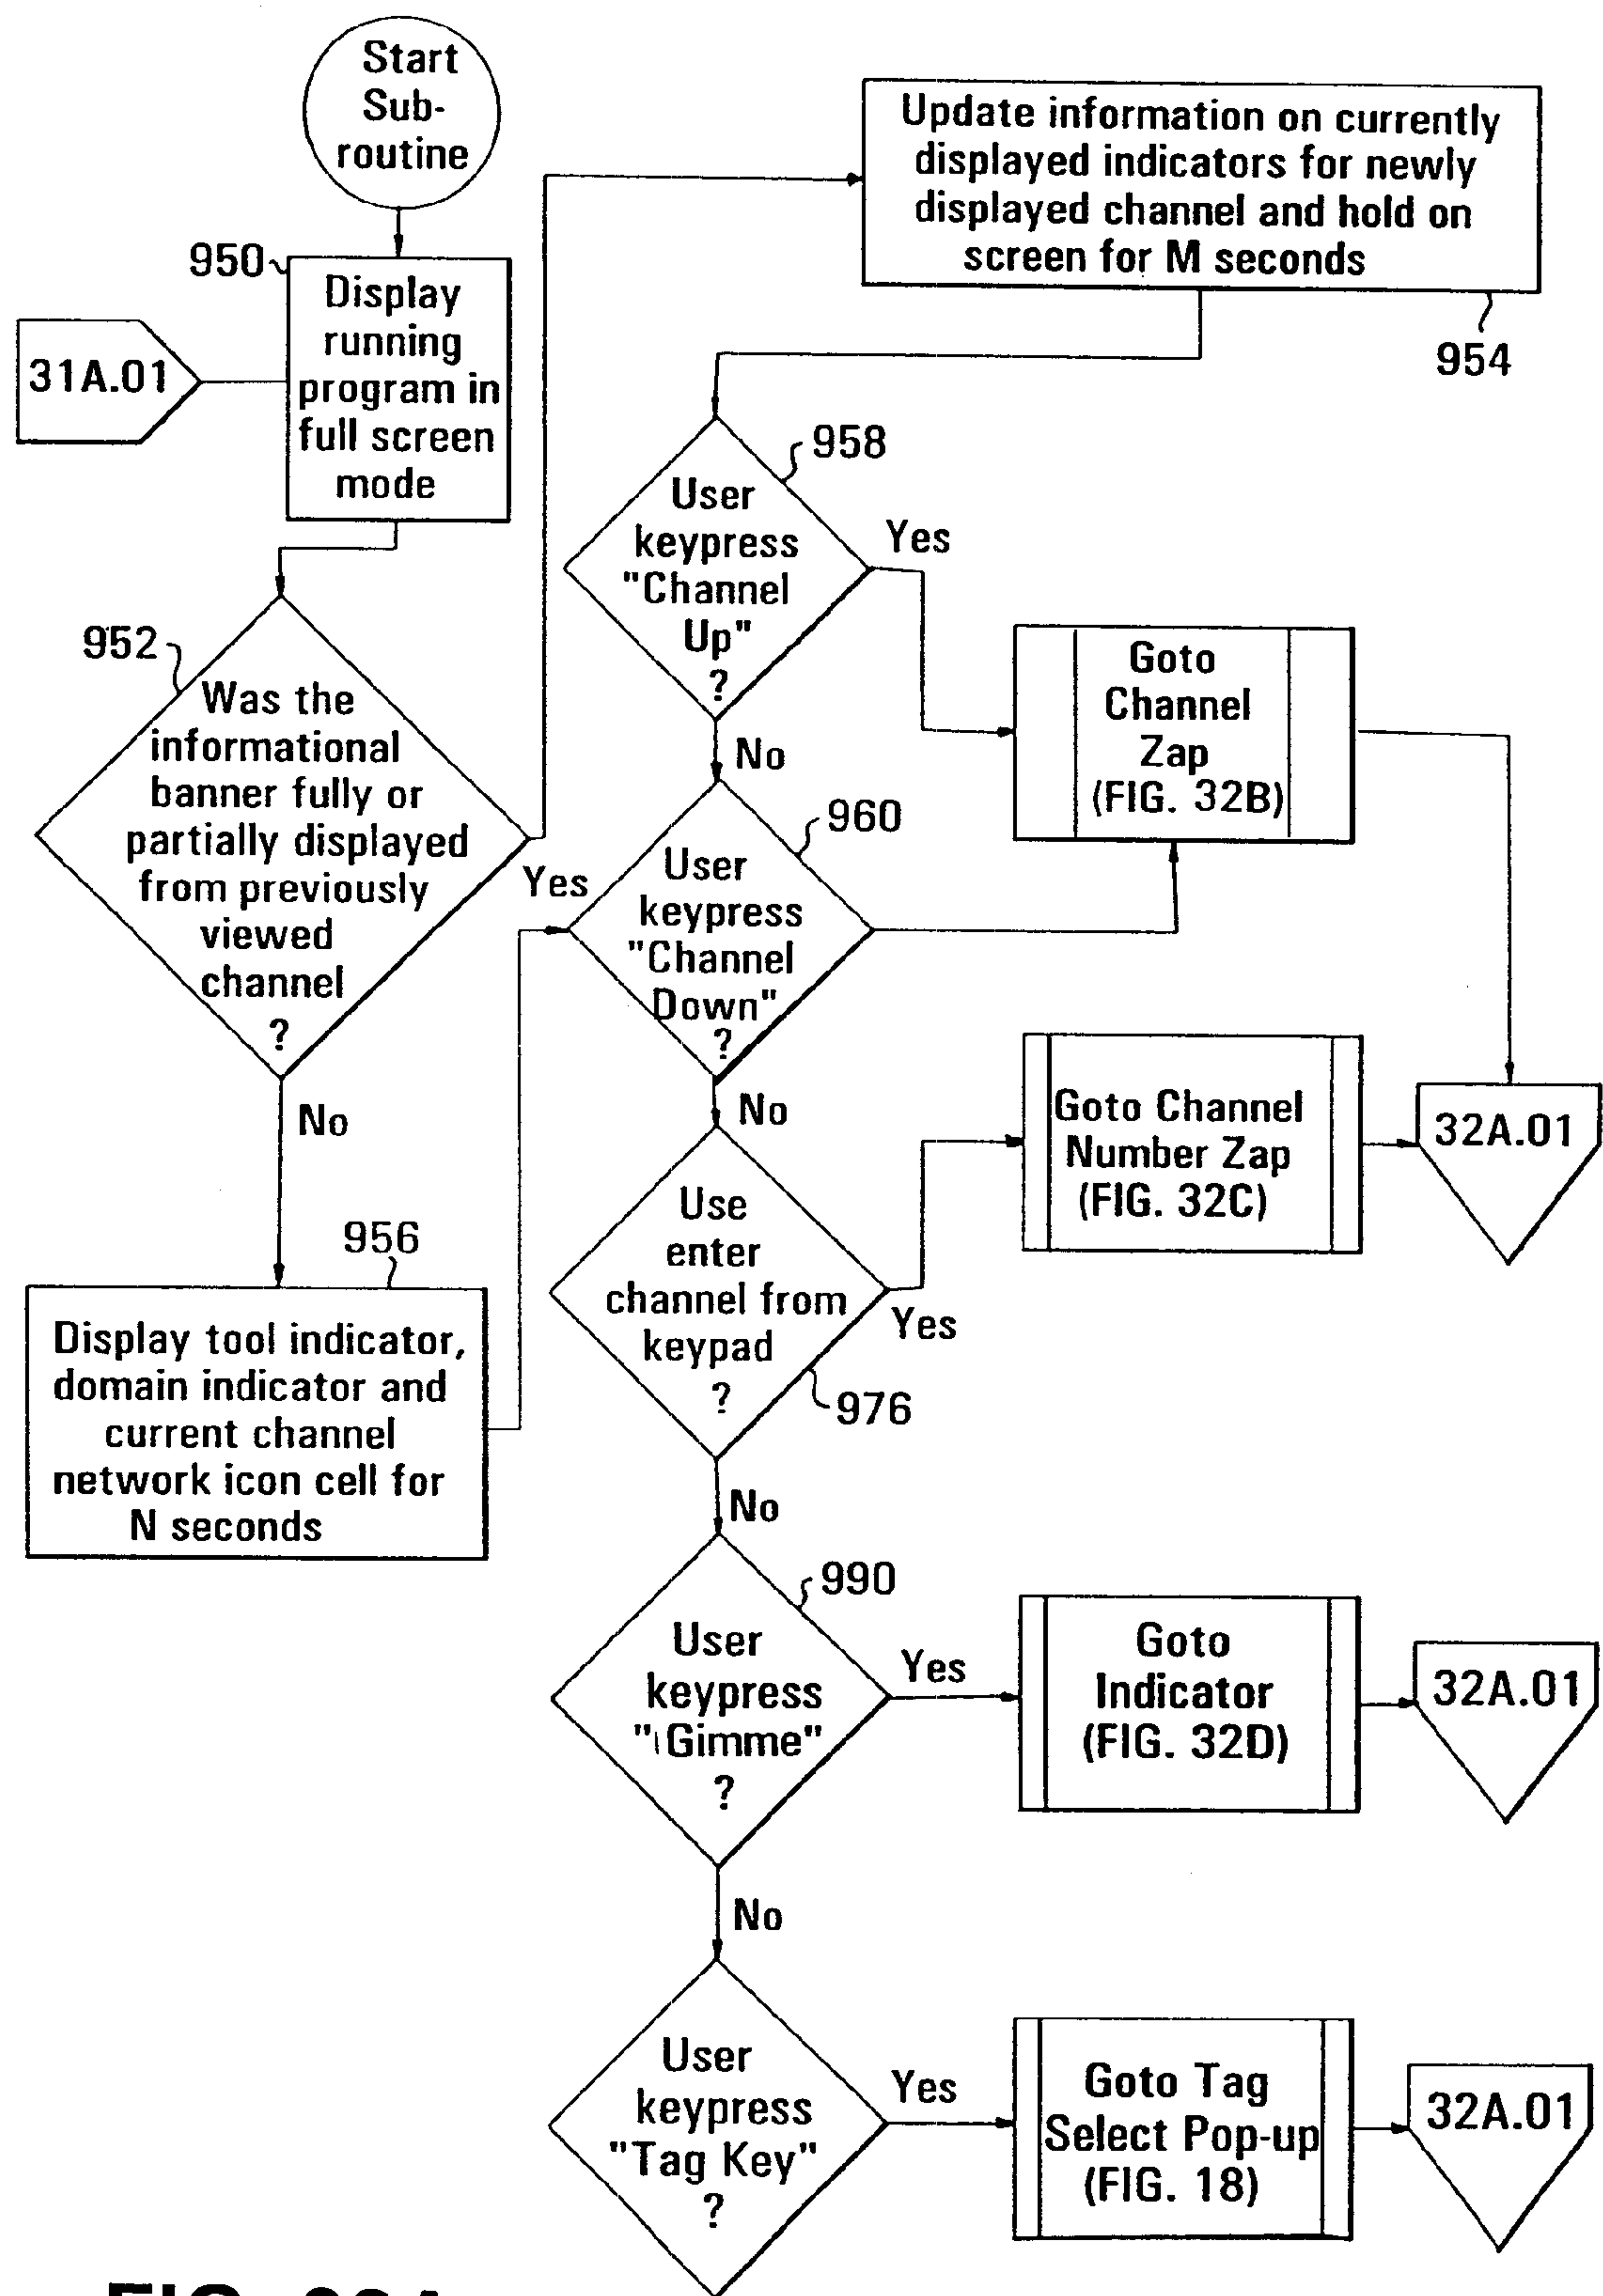 Start
Sub-
routine
950
Display
running
program in
full screen
mode
31A.01
952
Was the
informational
banner fully or
partially displayed
from previously
viewed
channel
?
Yes
No
956
Display tool indicator,
domain indicator and
current channel
network icon cell for
N seconds
Update information on currently
displayed indicators for newly
displayed channel and hold on
screen for M seconds
954
958
User
keypress
"Channel
Up"
?
Yes
No
Goto
Channel
Zap
(FIG. 32B)
960
User
keypress
"Channel
Down"
?
No
Use
enter
channel from
keypad
?
976
Yes
No
Goto Channel
Number Zap
(FIG. 32C)
32A.01
990
User
keypress
"Gimme"
?
Yes
No
Goto
Indicator
(FIG. 32D)
32A.01
User
keypress
"Tag Key"
?
Yes
Goto Tag
Select Pop-up
(FIG. 18)
32A.01